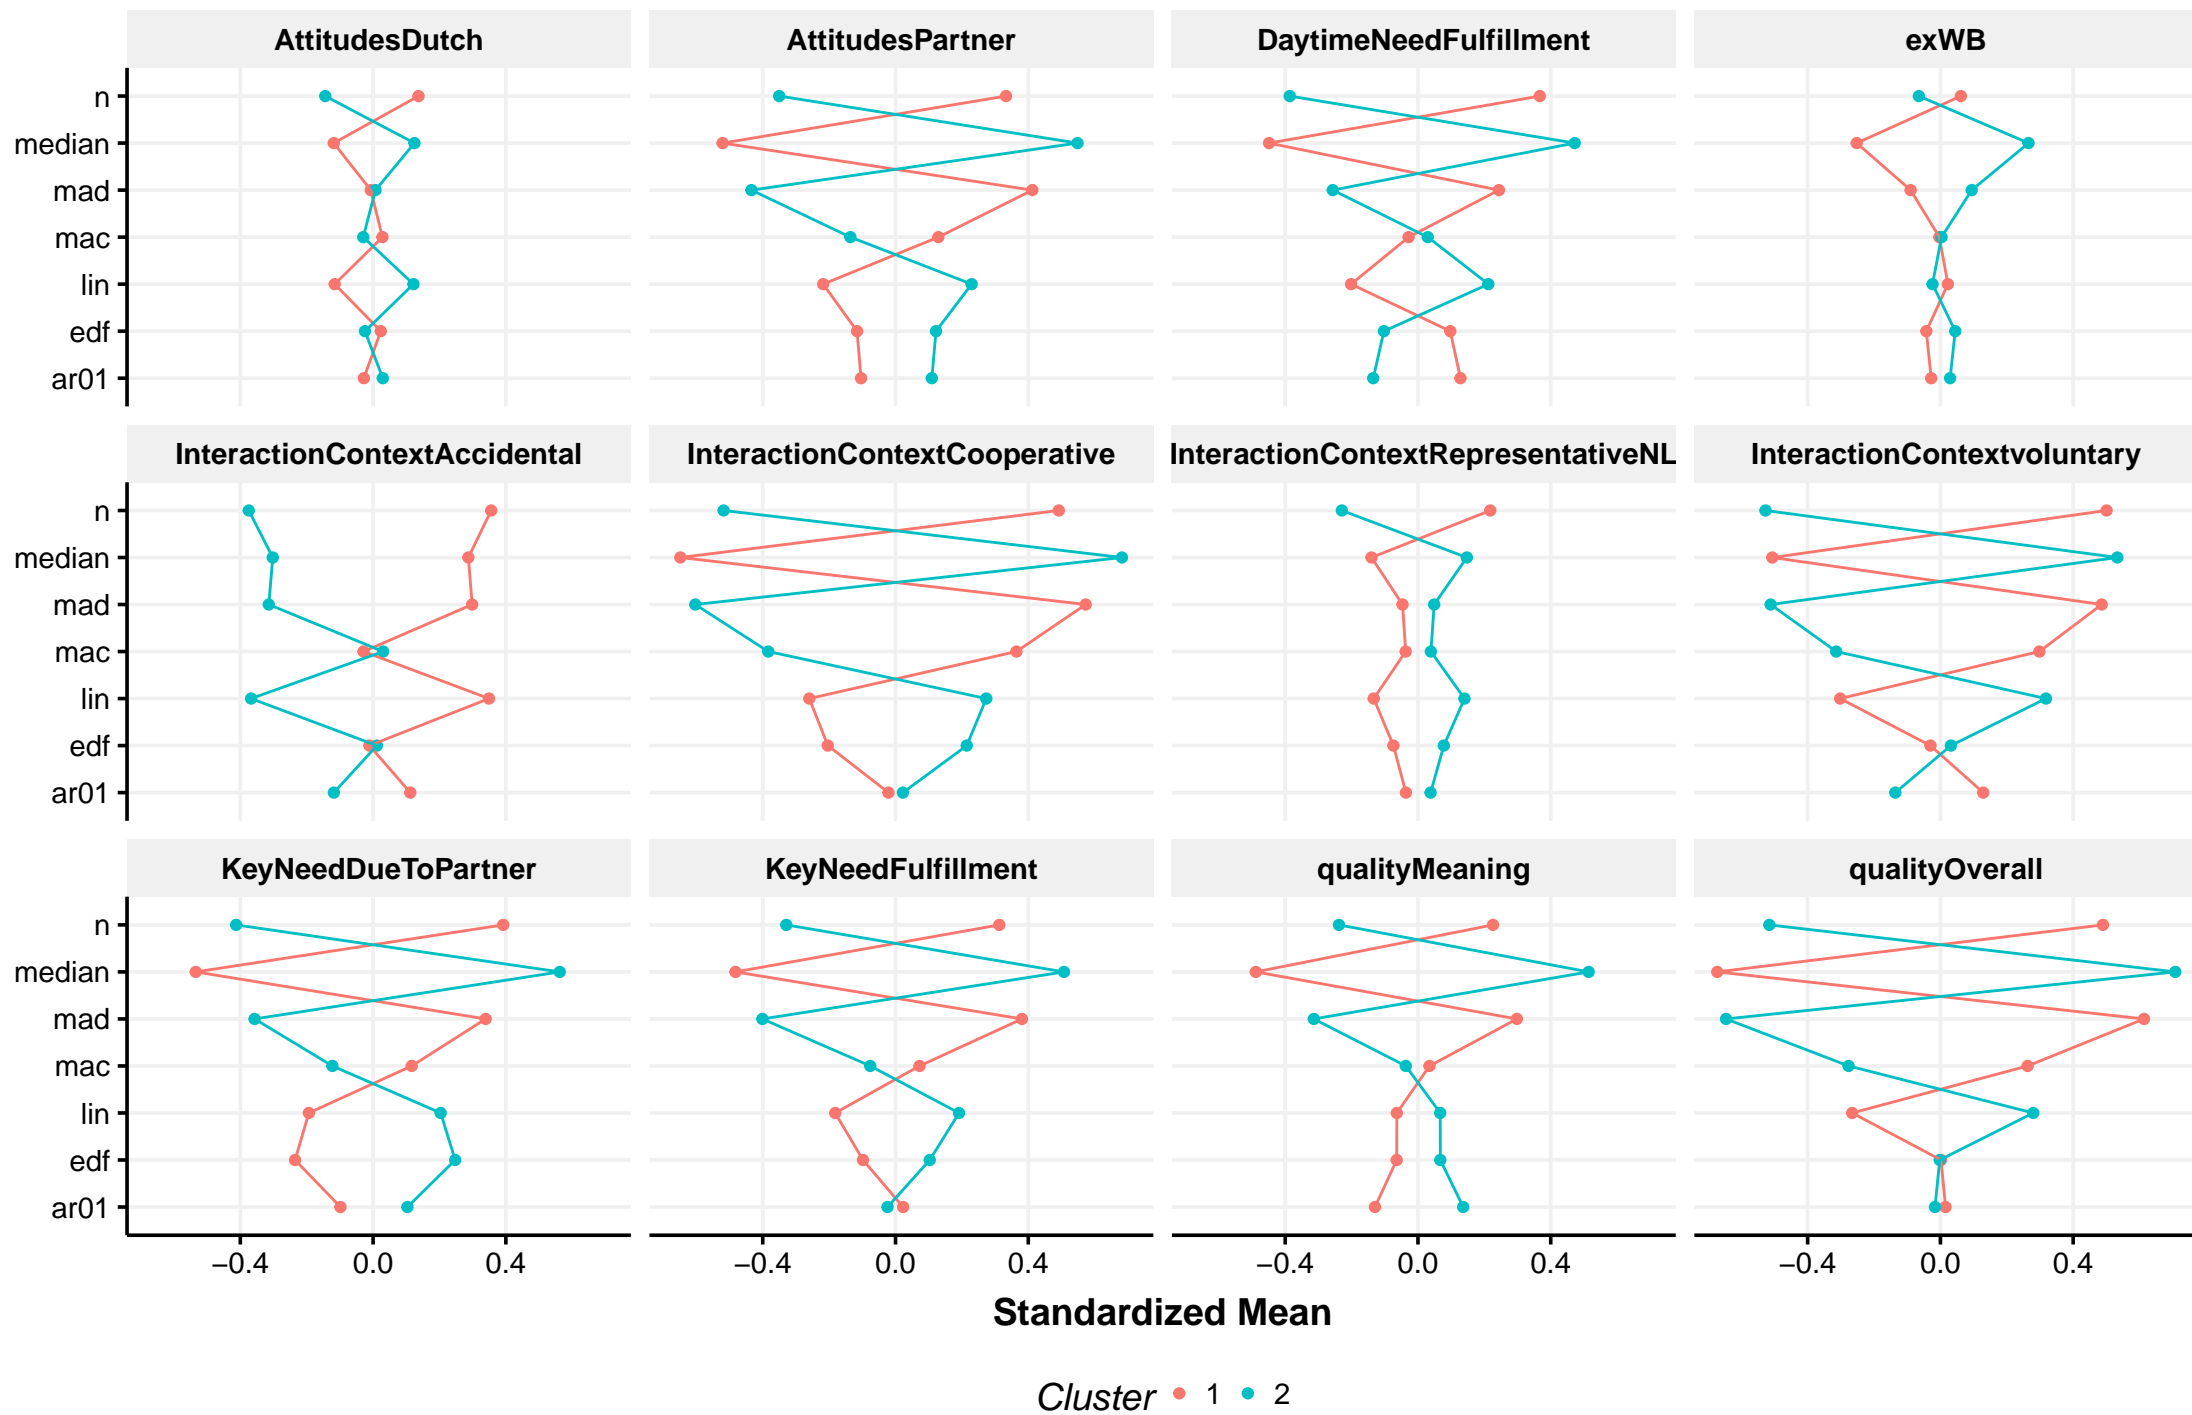 AttitudesDutch AttitudesPartner DaytimeNeedFulfillment exWB
n
median
mad
mac
lin
edf
ar01
InteractionContextAccidental InteractionContextCooperative InteractionContextRepresentativeNL InteractionContextvoluntary
n
median
mad
mac
lin
edf
ar01
KeyNeedDueToPartner KeyNeedFulfillment qualityMeaning qualityOverall
n
median
mad
mac
lin
edf
ar01
−0.4 0.0 0.4 −0.4 0.0 0.4 −0.4 0.0 0.4 −0.4 0.0 0.4
Standardized Mean
Cluster 1 2